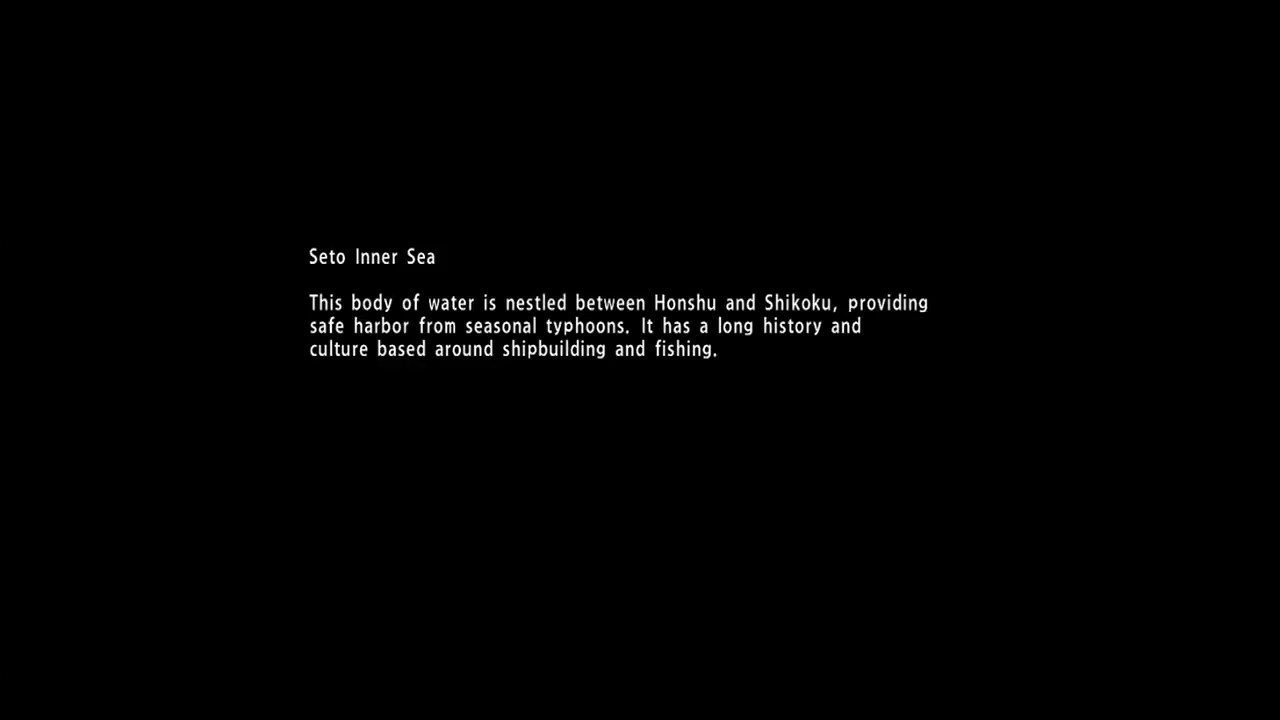 Seto Inner Sea
This body of water is nestled between Honshu and Shikoku, providing
safe harbor from seasonal typhoons. It has a long history and
culture based around shipbuilding and fishing.